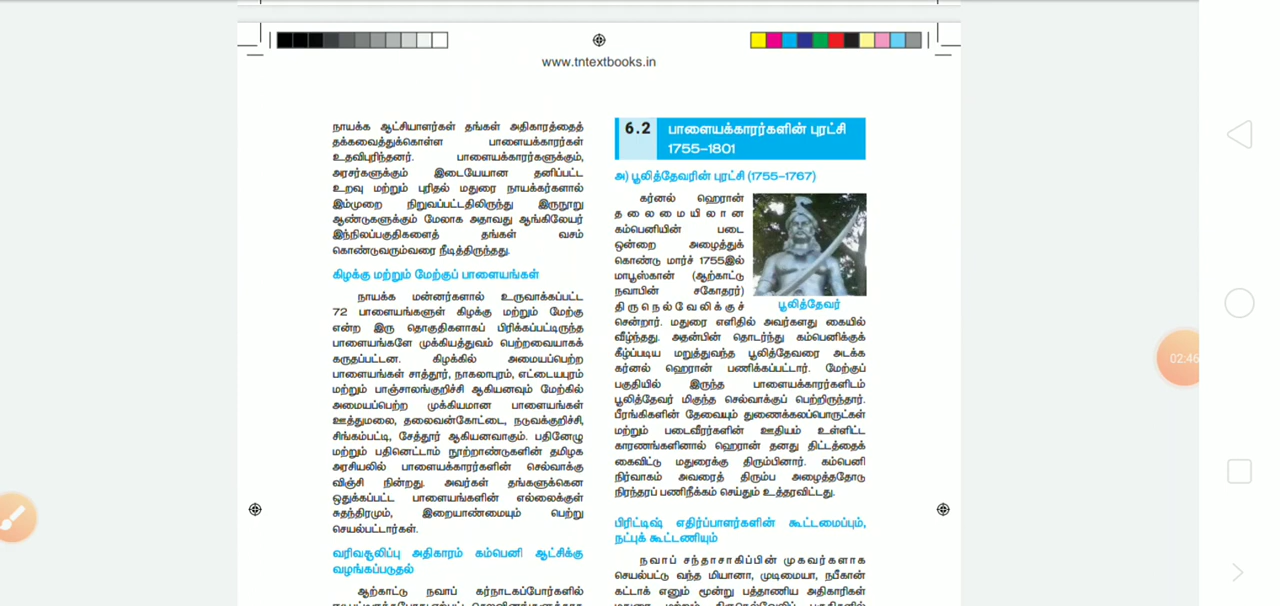 www.tntextbooks.in
நாயக்க ஆட்சியாளர்கள் தங்கள் அதிகாரத்தைத்
தக்கவைத்துக்கொள்ள பாளையக்காரர்கள்
உதவிபுரிந்தனர். பாளையக்காரர்களுக்கும்,
அரசர்களுக்கும் இடையேயான தனிப்பட்ட
உறவு மற்றும் புரிதல் மதுரை நாயக்கர்களால்
இம்முறை நிறுவப்பட்டதிலிருந்து இருநூறு
ஆண்டுகளுக்கும் மேலாக அதாவது ஆங்கிலேயர்
இந்நிலப்பகுதிகளைத் தங்கள் வசம்
கொண்டுவரும்வரை நீடித்திருந்தது.
கிழக்கு மற்றும் மேற்குப் பாளையங்கள்
நாயக்க மன்னர்களால் உருவாக்கப்பட்ட
72 பாளையங்களுள் கிழக்கு மற்றும் மேற்கு
என்ற இரு தொகுதிகளாகப் பிரிக்கப்பட்டிருந்த
பாளையங்களே முக்கியத்துவம் பெற்றவையாகக்
கருதப்பட்டன. கிழக்கில் அமையப்பெற்ற
பாளையங்கள் சாத்தூர், நாகலாபுரம், எட்டையபுரம்
மற்றும் பாஞ்சாலங்குறிச்சி ஆகியனவும் மேற்கில்
அமையப்பெற்ற முக்கியமான பாளையங்கள்
ஊத்துமலை, தலைவன்கோட்டை, நடுவக்குறிச்சி,
சிங்கம்பட்டி, சேத்தூர் ஆகியனவாகும். பதினேழு
மற்றும் பதினெட்டாம் நூற்றாண்டுகளின் தமிழக
அரசியலில் பாளையக்காரர்களின் செல்வாக்கு
விஞ்சி நின்றது. அவர்கள் தங்களுக்கென
ஒதுக்கப்பட்ட பாளையங்களின் எல்லைக்குள்
சுதந்திரமும், இறையாண்மையும் பெற்று
செயல்பட்டார்கள்.
வரிவசூலிப்பு அதிகாரம் கம்பெனி ஆட்சிக்கு
வழங்கப்படுதல்
ஆற்காட்டு நவாப் கர்நாடகப்போர்களில்
6.2 பாளையக்காரர்களின் புரட்சி
1755–1801
அ) பூலித்தேவரின் புரட்சி (1755–1767)
கர்னல் ஹெரான்
தலைமையிலான
கம்பெனியின் படை
ஒன்றை அழைத்துக்
கொண்டு மார்ச் 1755இல்
மாபூஸ்கான் (ஆற்காட்டு
நவாபின் சகோதரர்)
திருநெல்வேலிக்குச்
பூலித்தேவர்
சென்றார். மதுரை எளிதில் அவர்களது கையில்
வீழ்ந்தது. அதன்பின் தொடர்ந்து கம்பெனிக்குக்
கீழ்ப்படிய மறுத்துவந்த பூலித்தேவரை அடக்க
கர்னல் ஹெரான் பணிக்கப்பட்டார். மேற்குப்
பகுதியில் இருந்த பாளையக்காரர்களிடம்
பூலித்தேவர் மிகுந்த செல்வாக்குப் பெற்றிருந்தார்.
பீரங்கிகளின் தேவையும் துணைக்கலப்பொருட்கள்
மற்றும் படைவீரர்களின் ஊதியம் உள்ளிட்ட
காரணங்களினால் ஹெரான் தனது திட்டத்தைக்
கைவிட்டு மதுரைக்கு திரும்பினார். கம்பெனி
நிர்வாகம் அவரைத் திரும்ப அழைத்ததோடு
நிரந்தரப் பணிநீக்கம் செய்தும் உத்தரவிட்டது.
பிரிட்டிஷ் எதிர்ப்பாளர்களின் கூட்டமைப்பும்,
நட்புக் கூட்டணியும்
நவாப் சந்தாசாகிப்பின் முகவர்களாக
செயல்பட்டு வந்த மியானா, முடிமையா, நபீகான்
கட்டாக் எனும் மூன்று பத்தாணிய அதிகாரிகள்
02:46